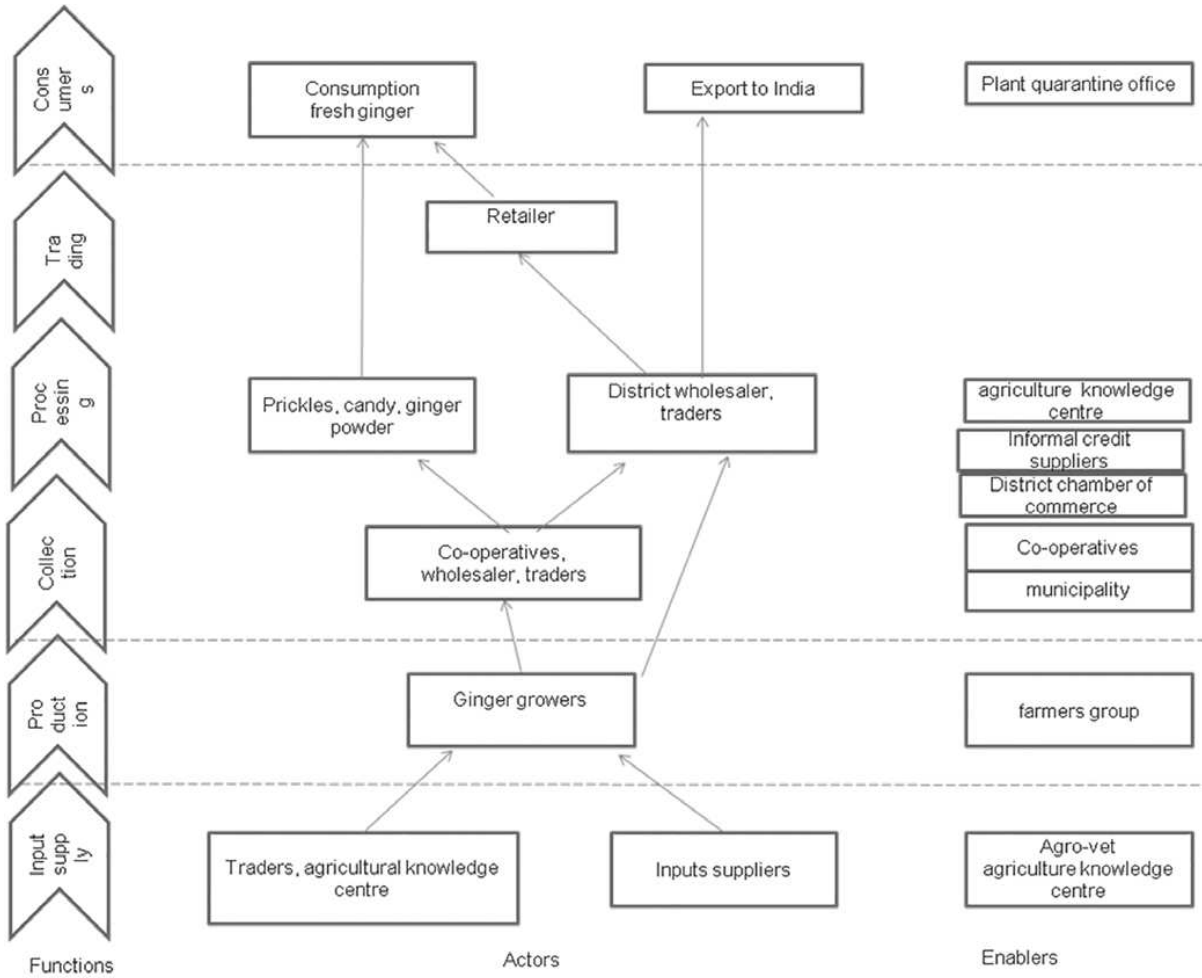 Cons
umer
s
Consumption
fresh ginger
Export to India
Plant quarantine office
Tra
ding
Retailer
Proc
essin
g
Prickles, candy, ginger
powder
District wholesaler,
traders
agriculture knowledge
centre
Informal credit
suppliers
District chamber of
commerce
Collec
tion
Co-operatives,
wholesaler, traders
Co-operatives
municipality
Pro
duct
ion
Ginger growers
farmers group
Input
supp
ly
Traders, agricultural knowledge
centre
Inputs suppliers
Agro-vet
agriculture knowledge
centre
Functions
Actors
Enablers